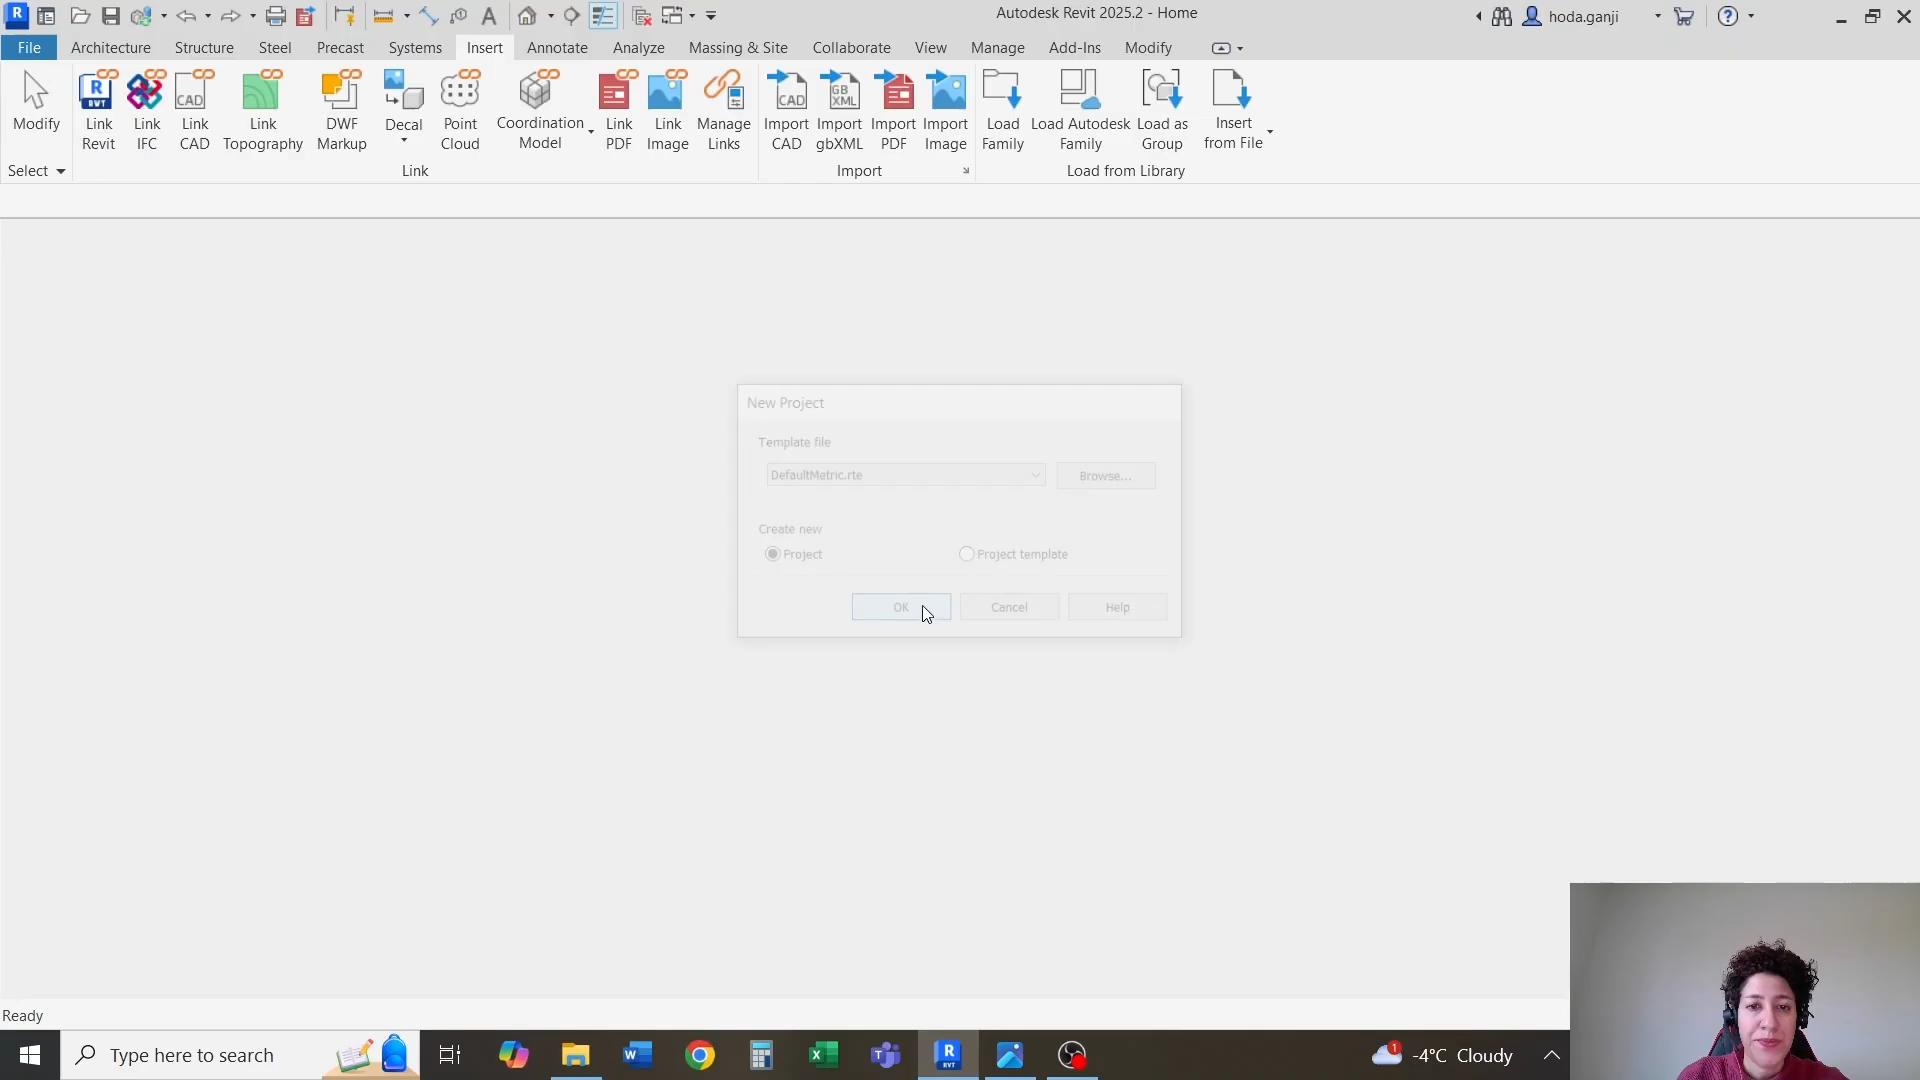 Autodesk Revit 2025.2 - Home
hoda.ganji
File Architecture Structure Steel Precast Systems Insert Annotate Analyze Massing & Site Collaborate View Manage Add-Ins Modify
Modify
Link Revit
Link IFC
Link CAD
Link Topography
DWF Markup
Decal
Point Cloud
Coordination Model
Link PDF
Link Image
Manage Links
Import CAD
Import gbXML
Import PDF
Import Image
Load Family
Load Autodesk Family
Load as Group
Insert from File
Select Link Import Load from Library
New Project
Template file
DefaultMetric.rte Browse...
Create new
Project Project template
OK Cancel Help
Ready
Type here to search
-4°C Cloudy